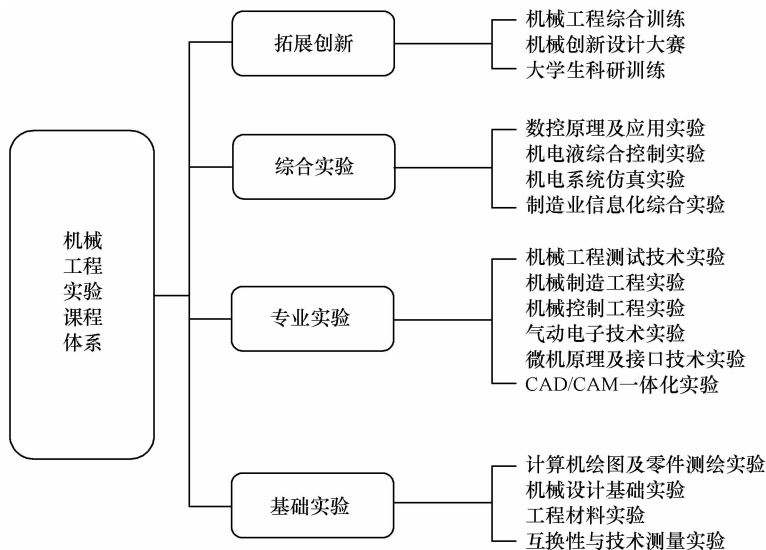 机械
工程
实验
课程
体系
拓展创新
机械工程综合训练
机械创新设计大赛
大学生科研训练
综合实验
数控原理及应用实验
机电液综合控制实验
机电系统仿真实验
制造业信息化综合实验
专业实验
机械工程测试技术实验
机械制造工程实验
机械控制工程实验
气动电子技术实验
微机原理及接口技术实验
CAD/CAM一体化实验
基础实验
计算机绘图及零件测绘实验
机械设计基础实验
工程材料实验
互换性与技术测量实验